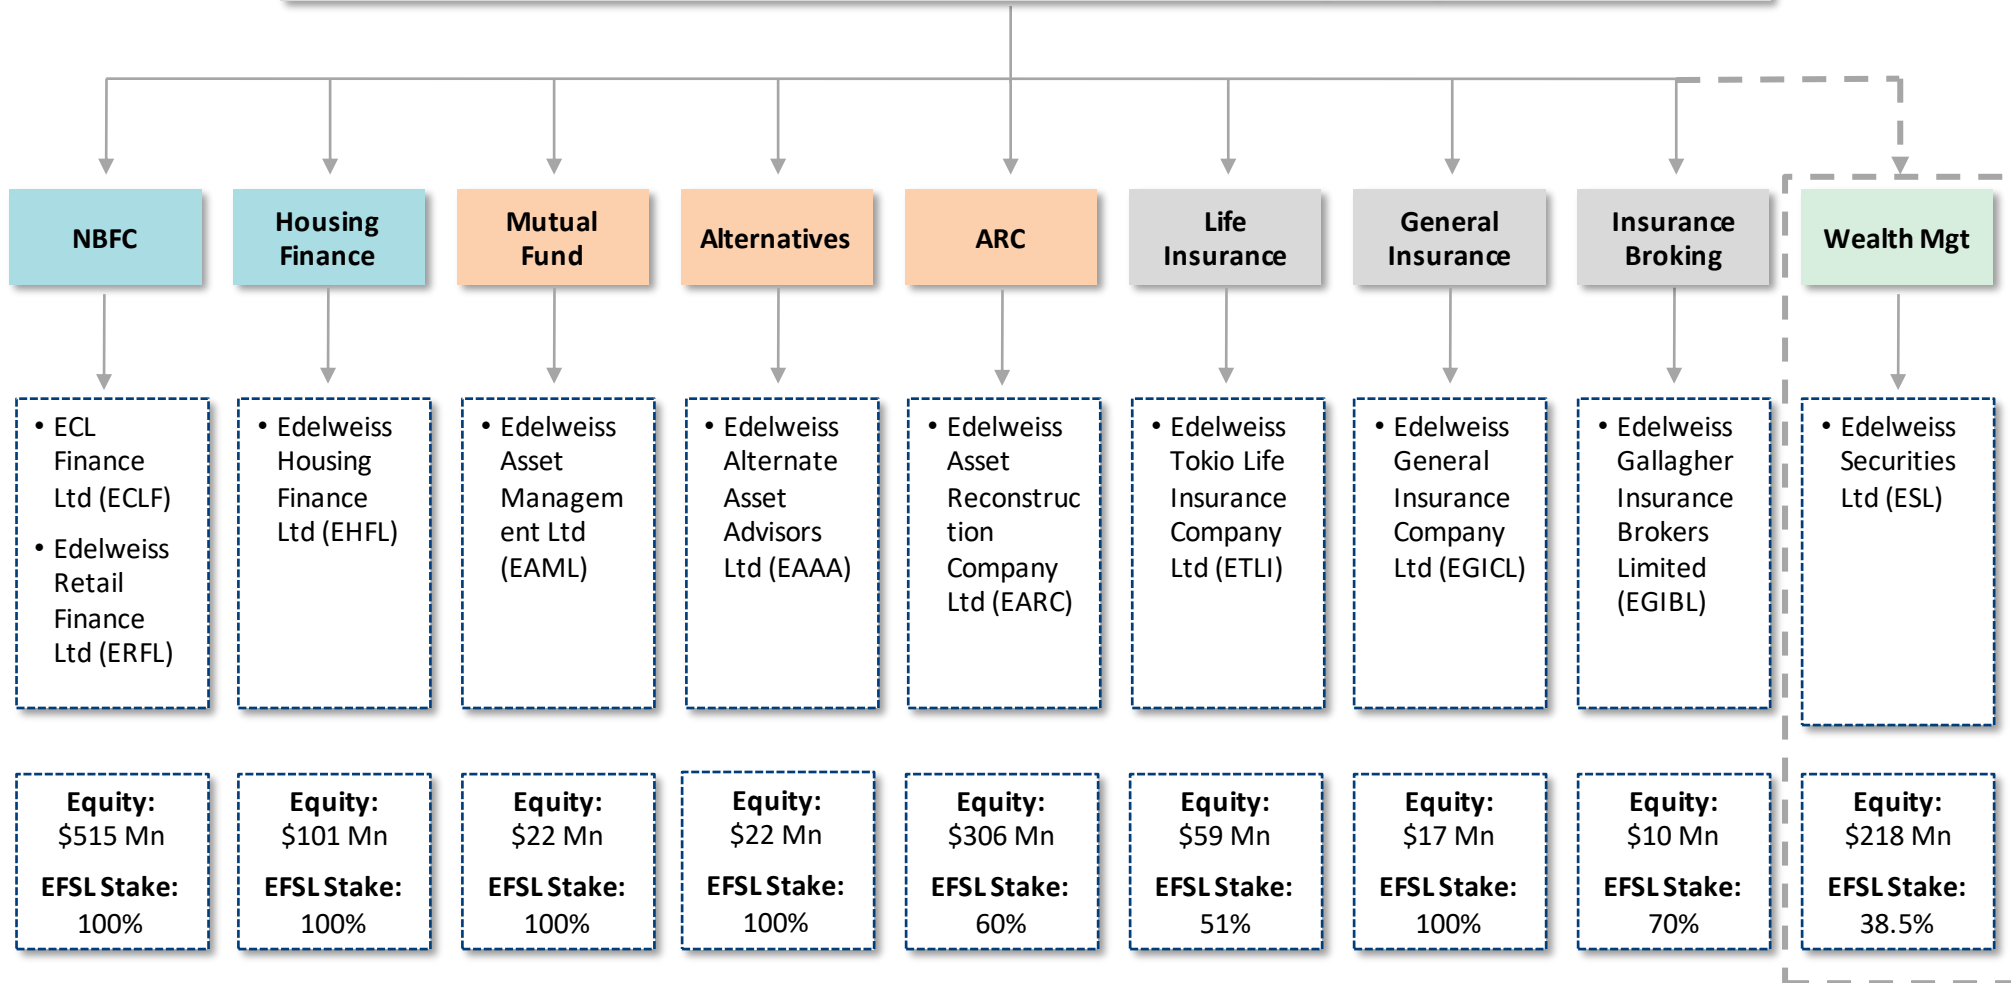 NBFC
Housing
Finance
Mutual
Fund
Alternatives
ARC
Life
Insurance
General
Insurance
Insurance
Broking
Wealth Mgt
• ECL
Finance
Ltd (ECLF)
• Edelweiss
Retail
Finance
Ltd (ERFL)
• Edelweiss
Housing
Finance
Ltd (EHFL)
• Edelweiss
Asset
Managem
ent Ltd
(EAML)
• Edelweiss
Alternate
Asset
Advisors
Ltd (EAAA)
• Edelweiss
Asset
Reconstruc
tion
Company
Ltd (EARC)
• Edelweiss
Tokio Life
Insurance
Company
Ltd (ETLI)
• Edelweiss
General
Insurance
Company
Ltd (EGICL)
• Edelweiss
Gallagher
Insurance
Brokers
Limited
(EGIBL)
• Edelweiss
Securities
Ltd (ESL)
Equity:
$515 Mn
EFSL Stake:
100%
Equity:
$101 Mn
EFSL Stake:
100%
Equity:
$22 Mn
EFSL Stake:
100%
Equity:
$22 Mn
EFSL Stake:
100%
Equity:
$306 Mn
EFSL Stake:
60%
Equity:
$59 Mn
EFSL Stake:
51%
Equity:
$17 Mn
EFSL Stake:
100%
Equity:
$10 Mn
EFSL Stake:
70%
Equity:
$218 Mn
EFSL Stake:
38.5%